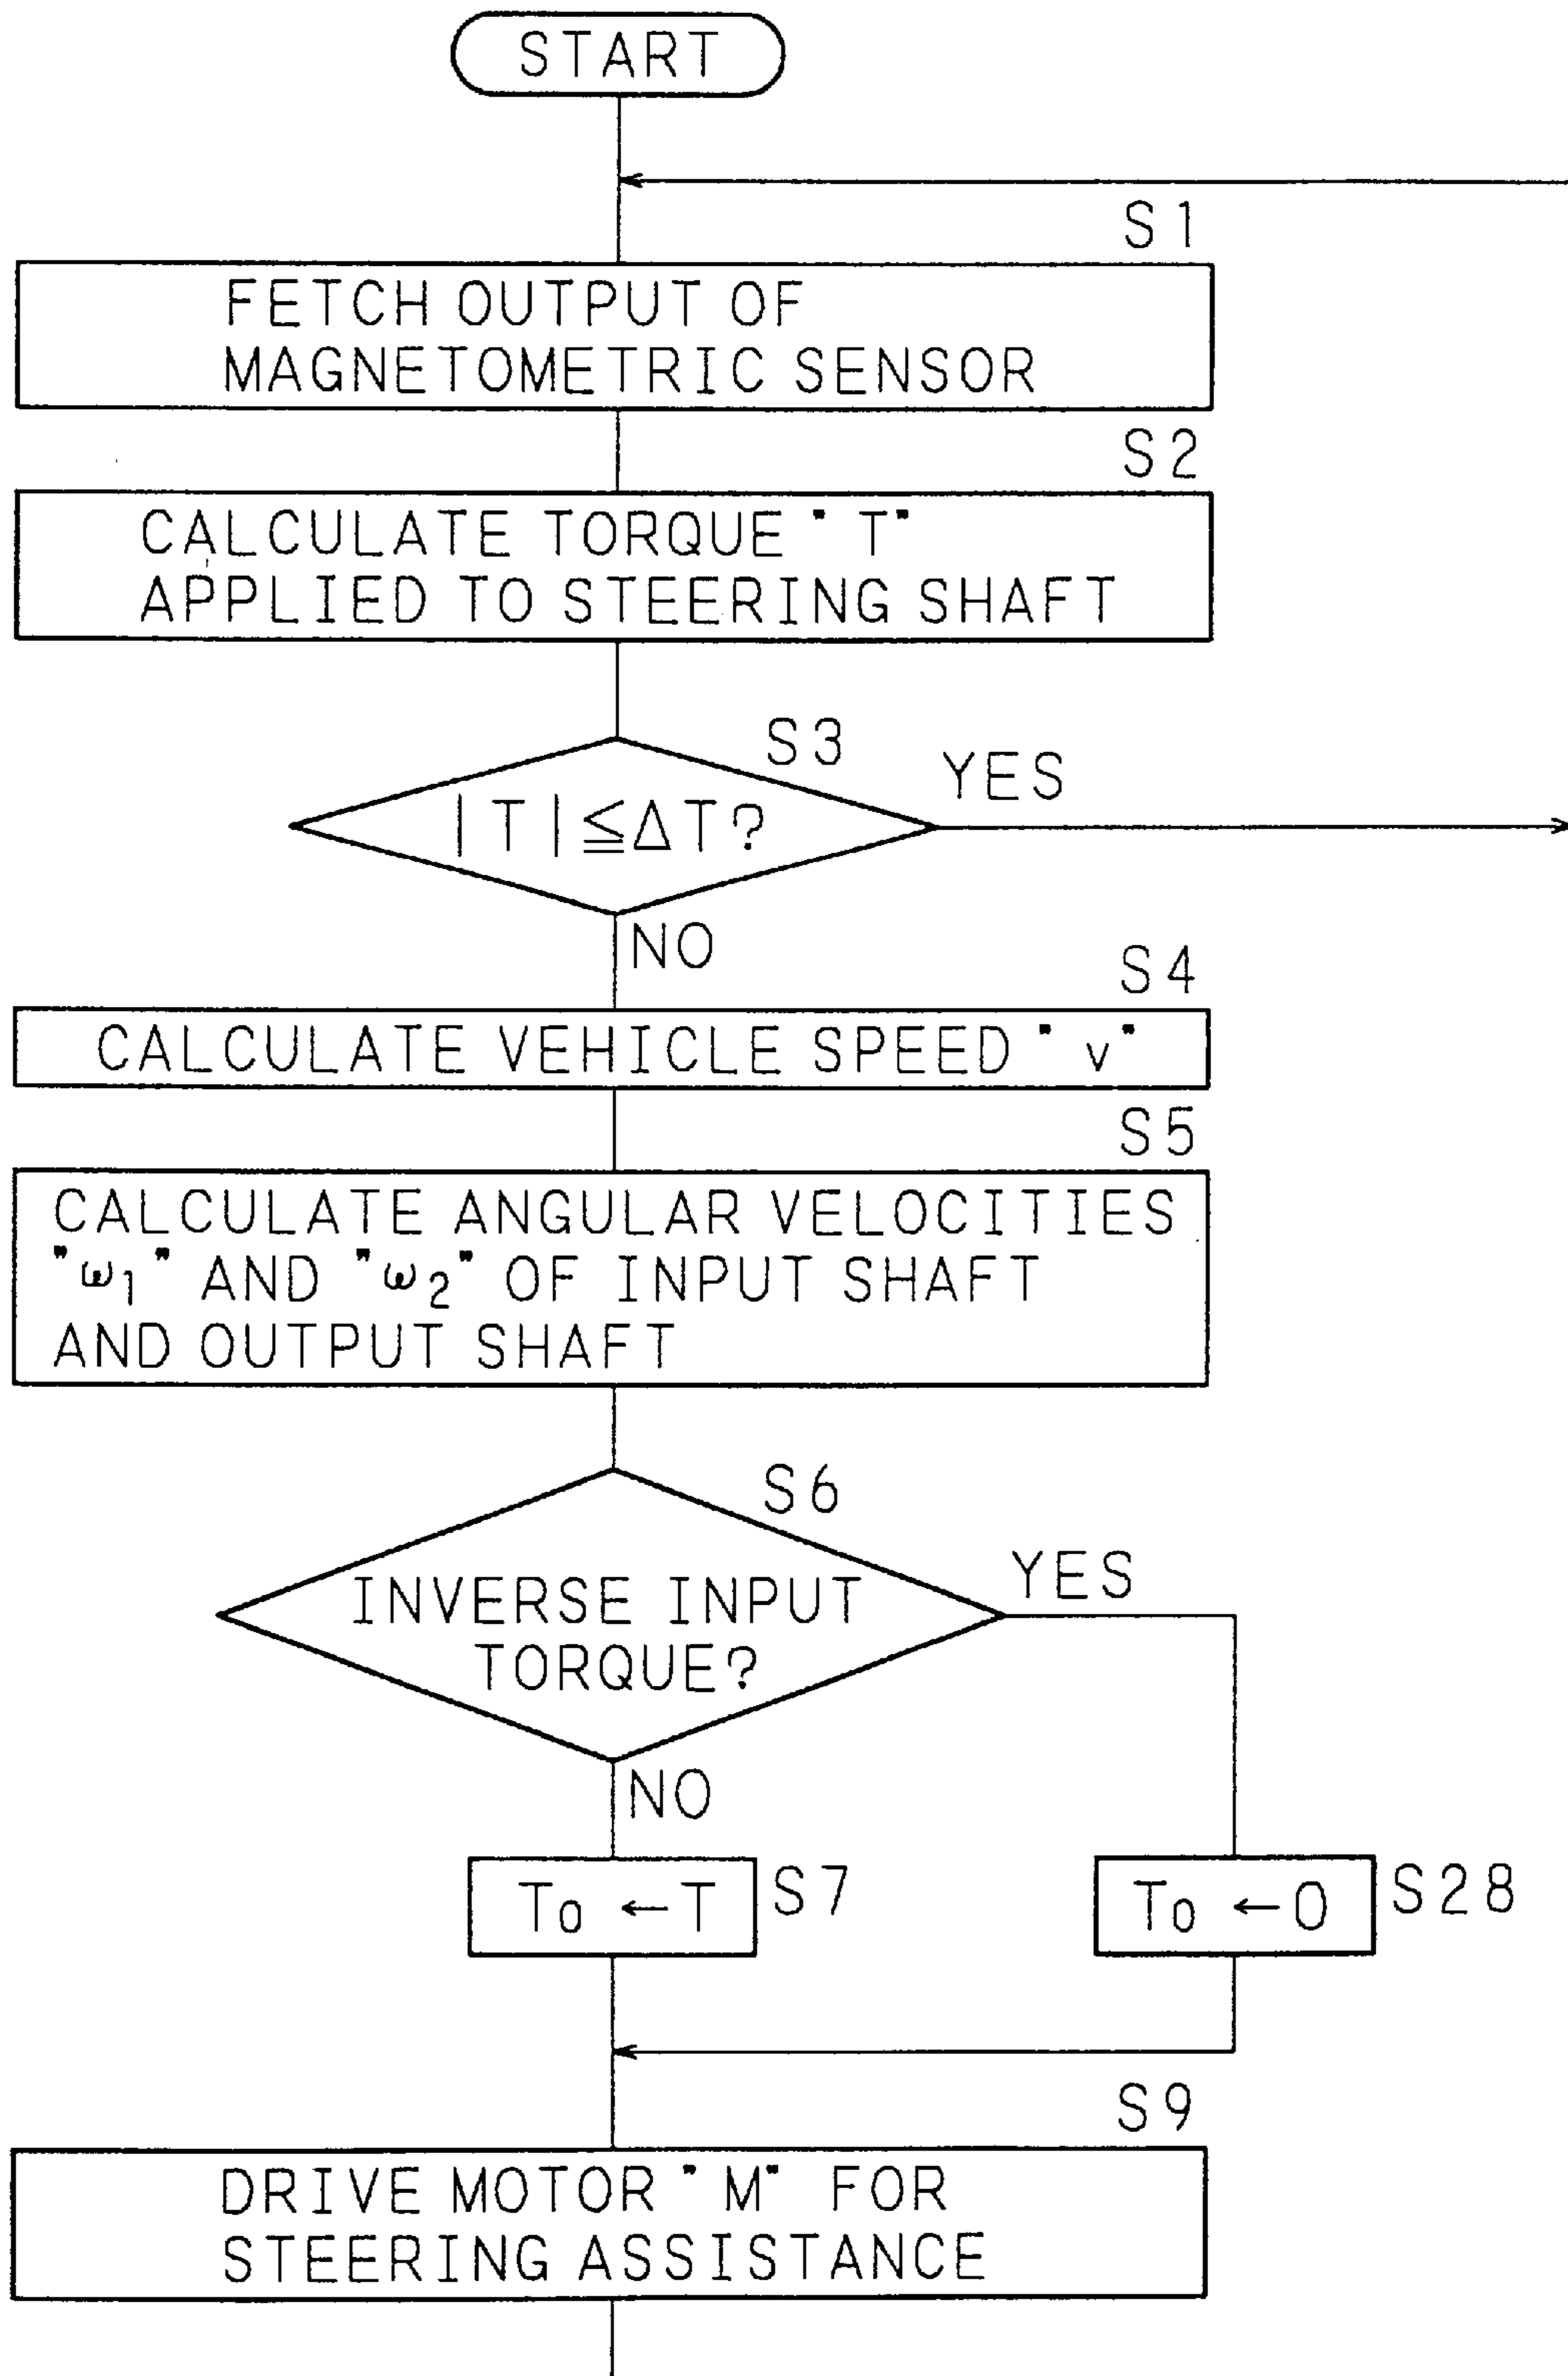 START
S1
FETCH OUTPUT OF
MAGNETOMETRIC SENSOR
S2
CALCULATE TORQUE "T"
APPLIED TO STEERING SHAFT
S3
YES
|T|≦ΔT?
NO
S4
CALCULATE VEHICLE SPEED "v"
S5
CALCULATE ANGULAR VELOCITIES
"ω1" AND "ω2" OF INPUT SHAFT
AND OUTPUT SHAFT
S6
YES
INVERSE INPUT
TORQUE?
NO
T0 ←T
S7
T0 ←0
S28
S9
DRIVE MOTOR "M" FOR
STEERING ASSISTANCE